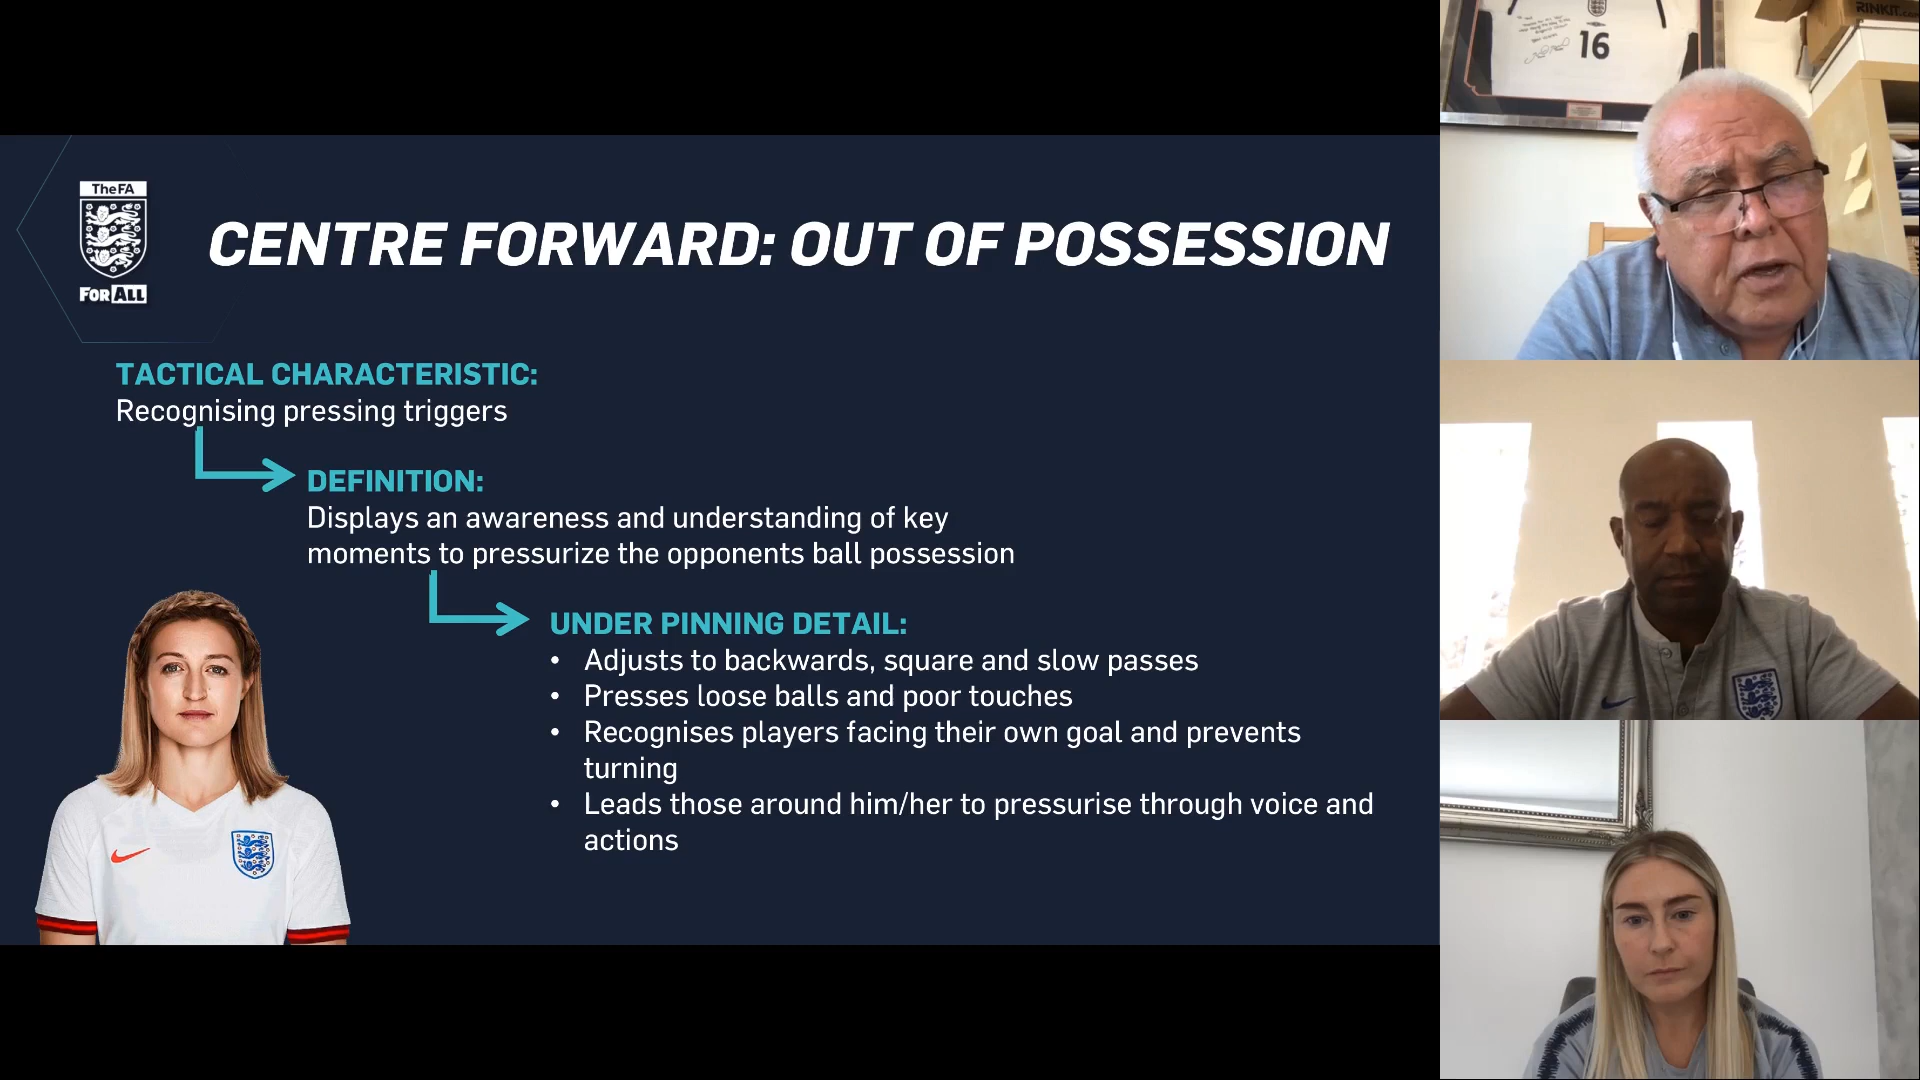 TheFA
FOR ALL
CENTRE FORWARD: OUT OF POSSESSION
TACTICAL CHARACTERISTIC:
Recognising pressing triggers
DEFINITION:
Displays an awareness and understanding of key
moments to pressurize the opponents ball possession
UNDER PINNING DETAIL:
• Adjusts to backwards, square and slow passes
• Presses loose balls and poor touches
• Recognises players facing their own goal and prevents
turning
• Leads those around him/her to pressurise through voice and
actions
16
RINKIT.com